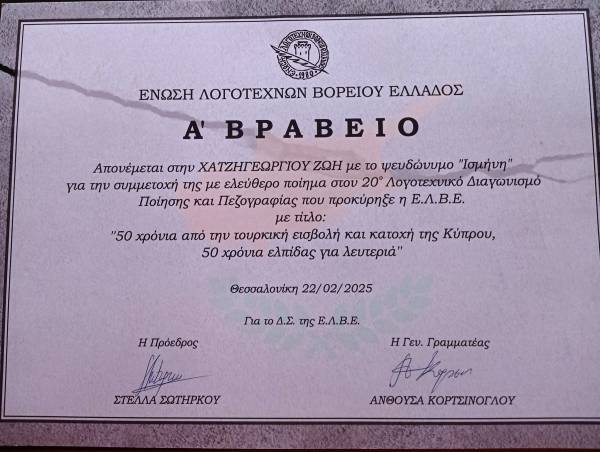 ΕΝΩΣΗ ΛΟΓΟΤΕΧΝΩΝ ΒΟΡΕΙΟΥ ΕΛΛΑΔΟΣ
Α' ΒΡΑΒΕΙΟ
Απονέμεται στην ΧΑΤΖΗΓΕΩΡΓΙΟΥ ΖΩΗ με το ψευδώνυμο "Ισμήνη"
για την συμμετοχή της με ελεύθερο ποίημα στον 20° Λογοτεχνικό Διαγωνισμό
Ποίησης και Πεζογραφίας που προκύρηξε η Ε.Λ.Β.Ε.
με τίτλο:
"50 χρόνια από την τουρκική εισβολή και κατοχή της Κύπρου,
50 χρόνια ελπίδας για λευτεριά"
Θεσσαλονίκη 22/02/2025
Για το Δ.Σ. της Ε.Λ.Β.Ε.
Η Πρόεδρος
Η Γεν. Γραμματέας
ΣΤΕΛΛΑ ΣΩΤΗΡΚΟΥ
ΑΝΘΟΥΣΑ ΚΟΡΤΣΙΝΟΓΛΟΥ